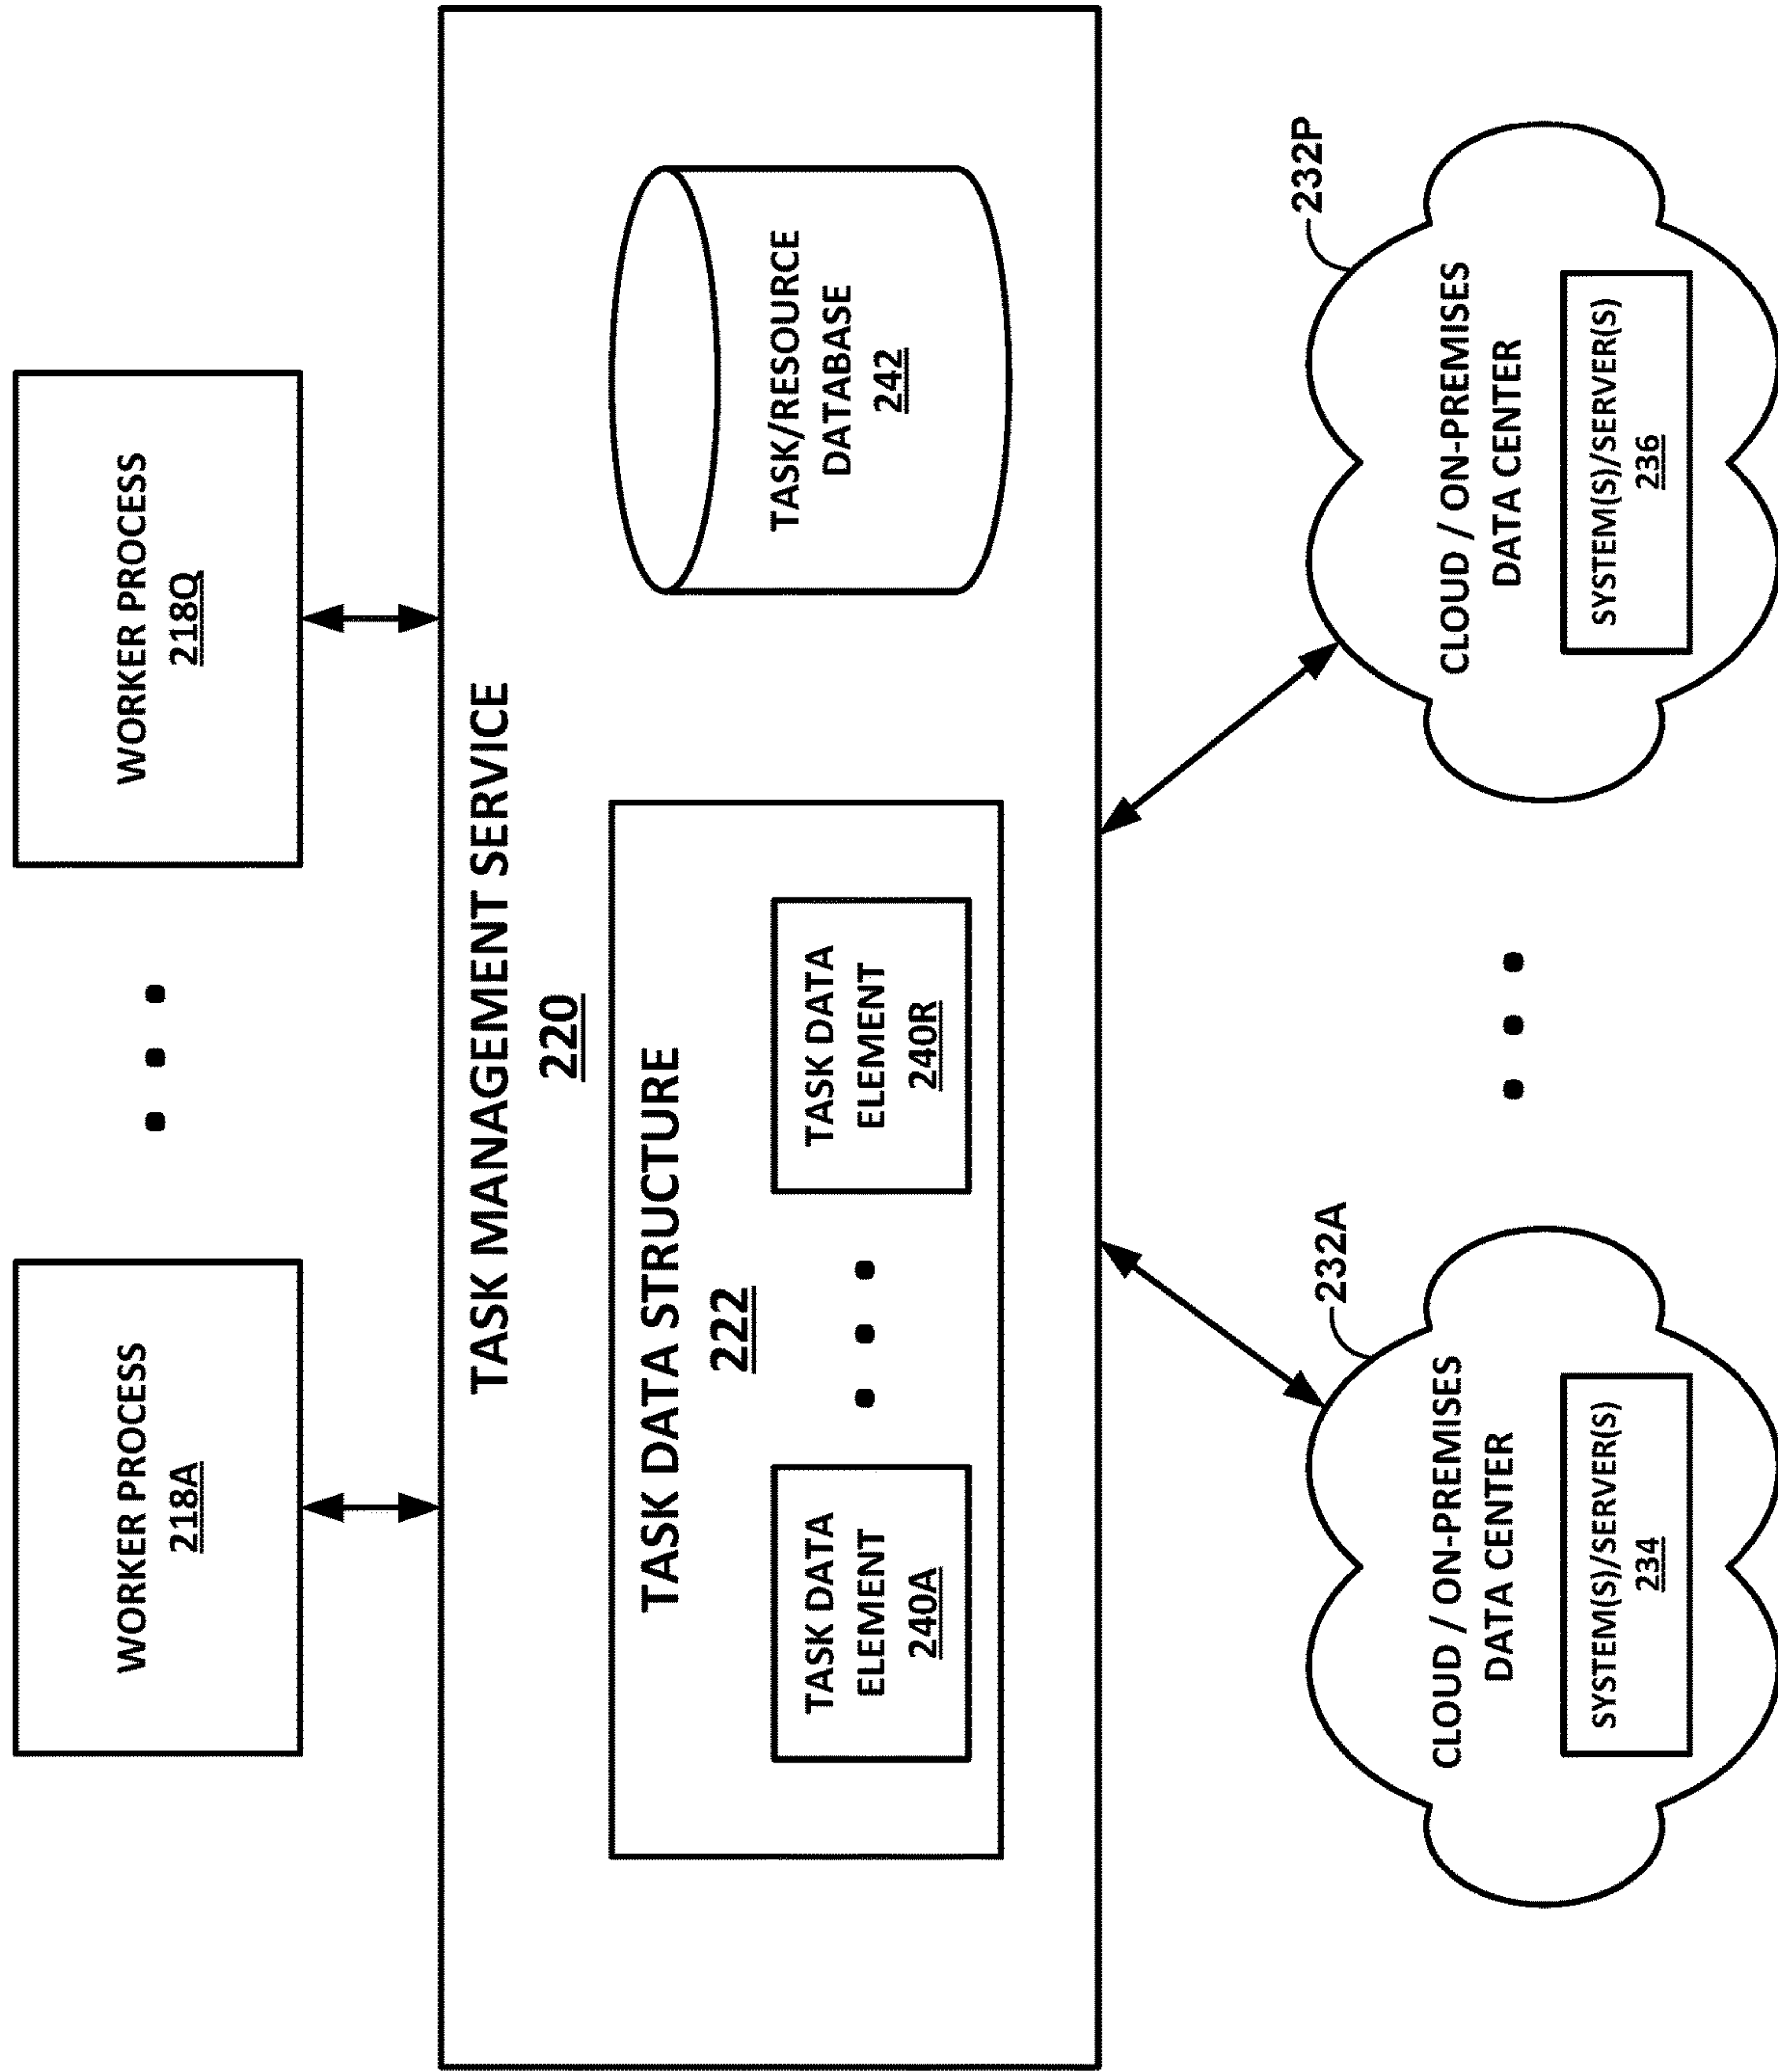 WORKER PROCESS
218A
WORKER PROCESS
218Q
TASK MANAGEMENT SERVICE
220
TASK DATA STRUCTURE
222
TASK DATA
ELEMENT
240A
TASK DATA
ELEMENT
240R
TASK/RESOURCE
DATABASE
242
232A
CLOUD / ON-PREMISES
DATA CENTER
SYSTEM(S)/SERVER(S)
234
232P
CLOUD / ON-PREMISES
DATA CENTER
SYSTEM(S)/SERVER(S)
236